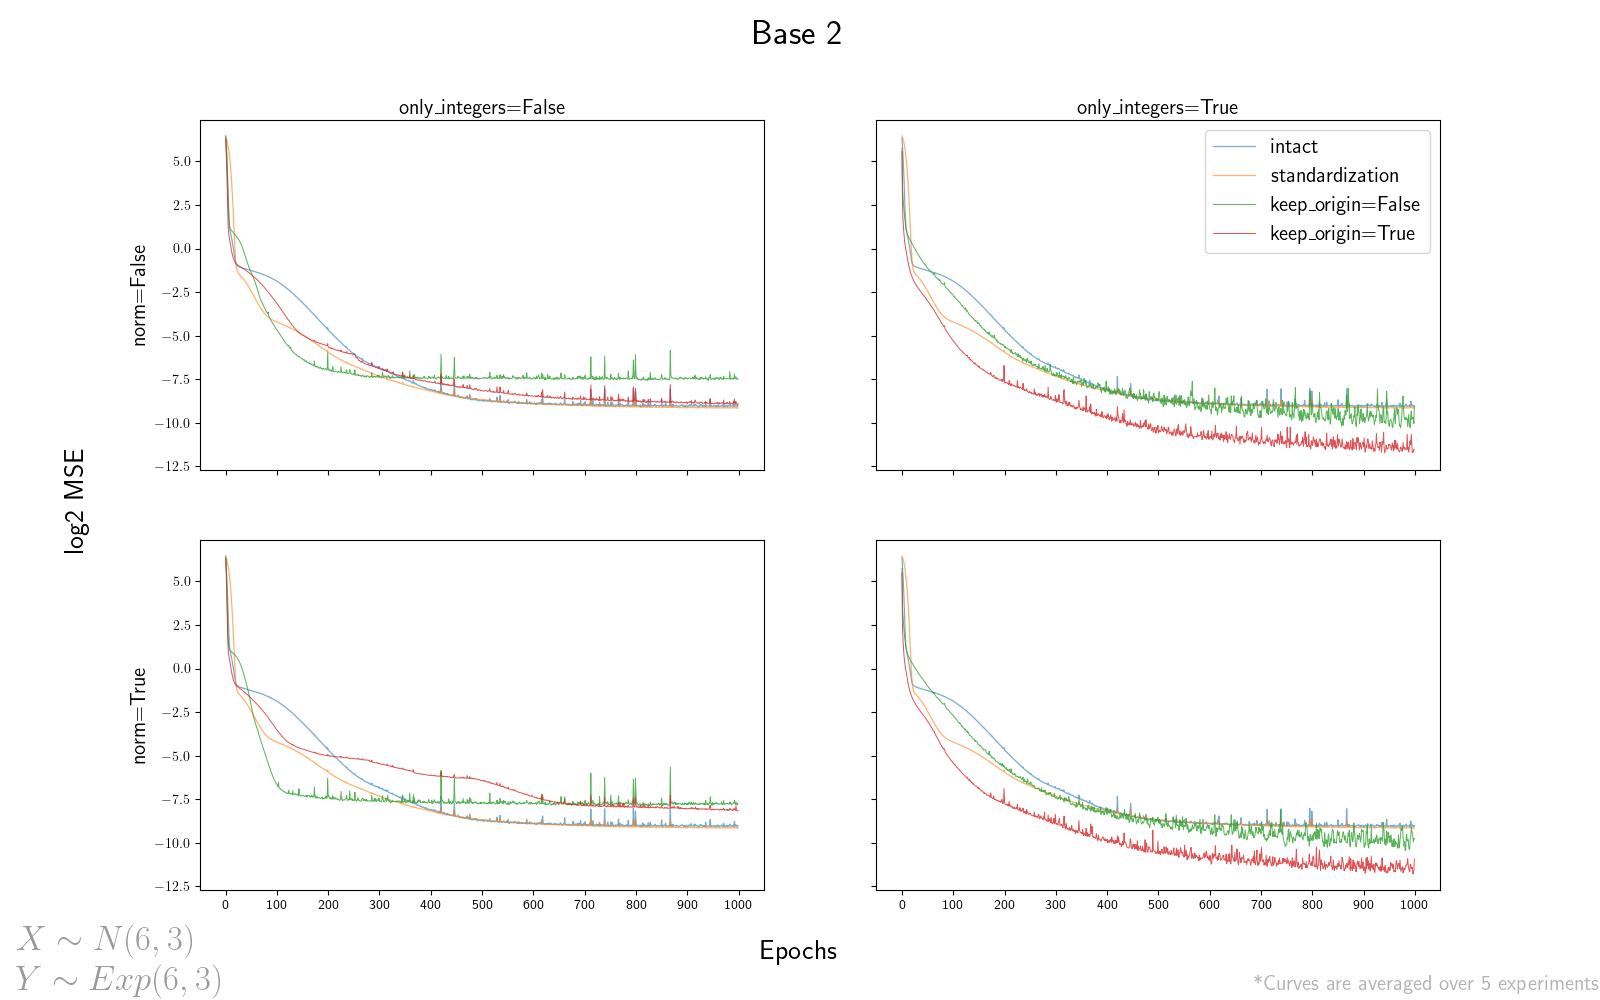 Base 2
only_integers=False
only_integers=True
intact
standardization
keep_origin=False
keep_origin=True
norm=False
5.0
2.5
0.0
−2.5
−5.0
−7.5
−10.0
−12.5
0 100 200 300 400 500 600 700 800 900 1000
0 100 200 300 400 500 600 700 800 900 1000
log2 MSE
norm=True
5.0
2.5
0.0
−2.5
−5.0
−7.5
−10.0
−12.5
Epochs
X ∼ N(6, 3)
Y ∼ Exp(6, 3)
*Curves are averaged over 5 experiments